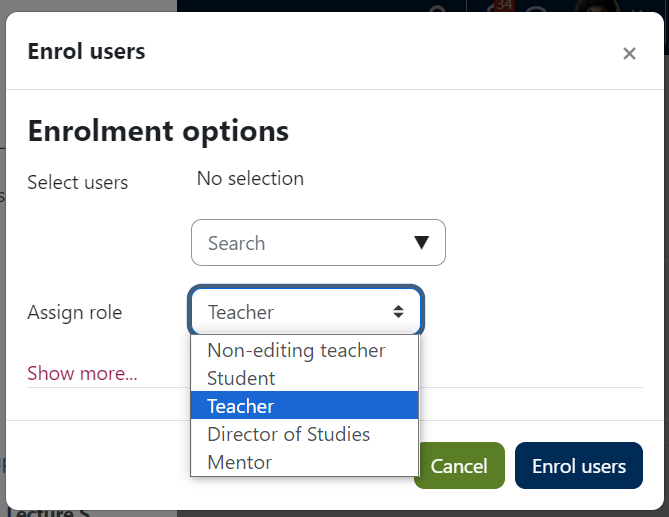 34
Enrol users
×
Enrolment options
Select users No selection
Search
Assign role Teacher
Non-editing teacher
Show more...
Student
Teacher
Director of Studies
Mentor
Cancel Enrol users
Lecture S